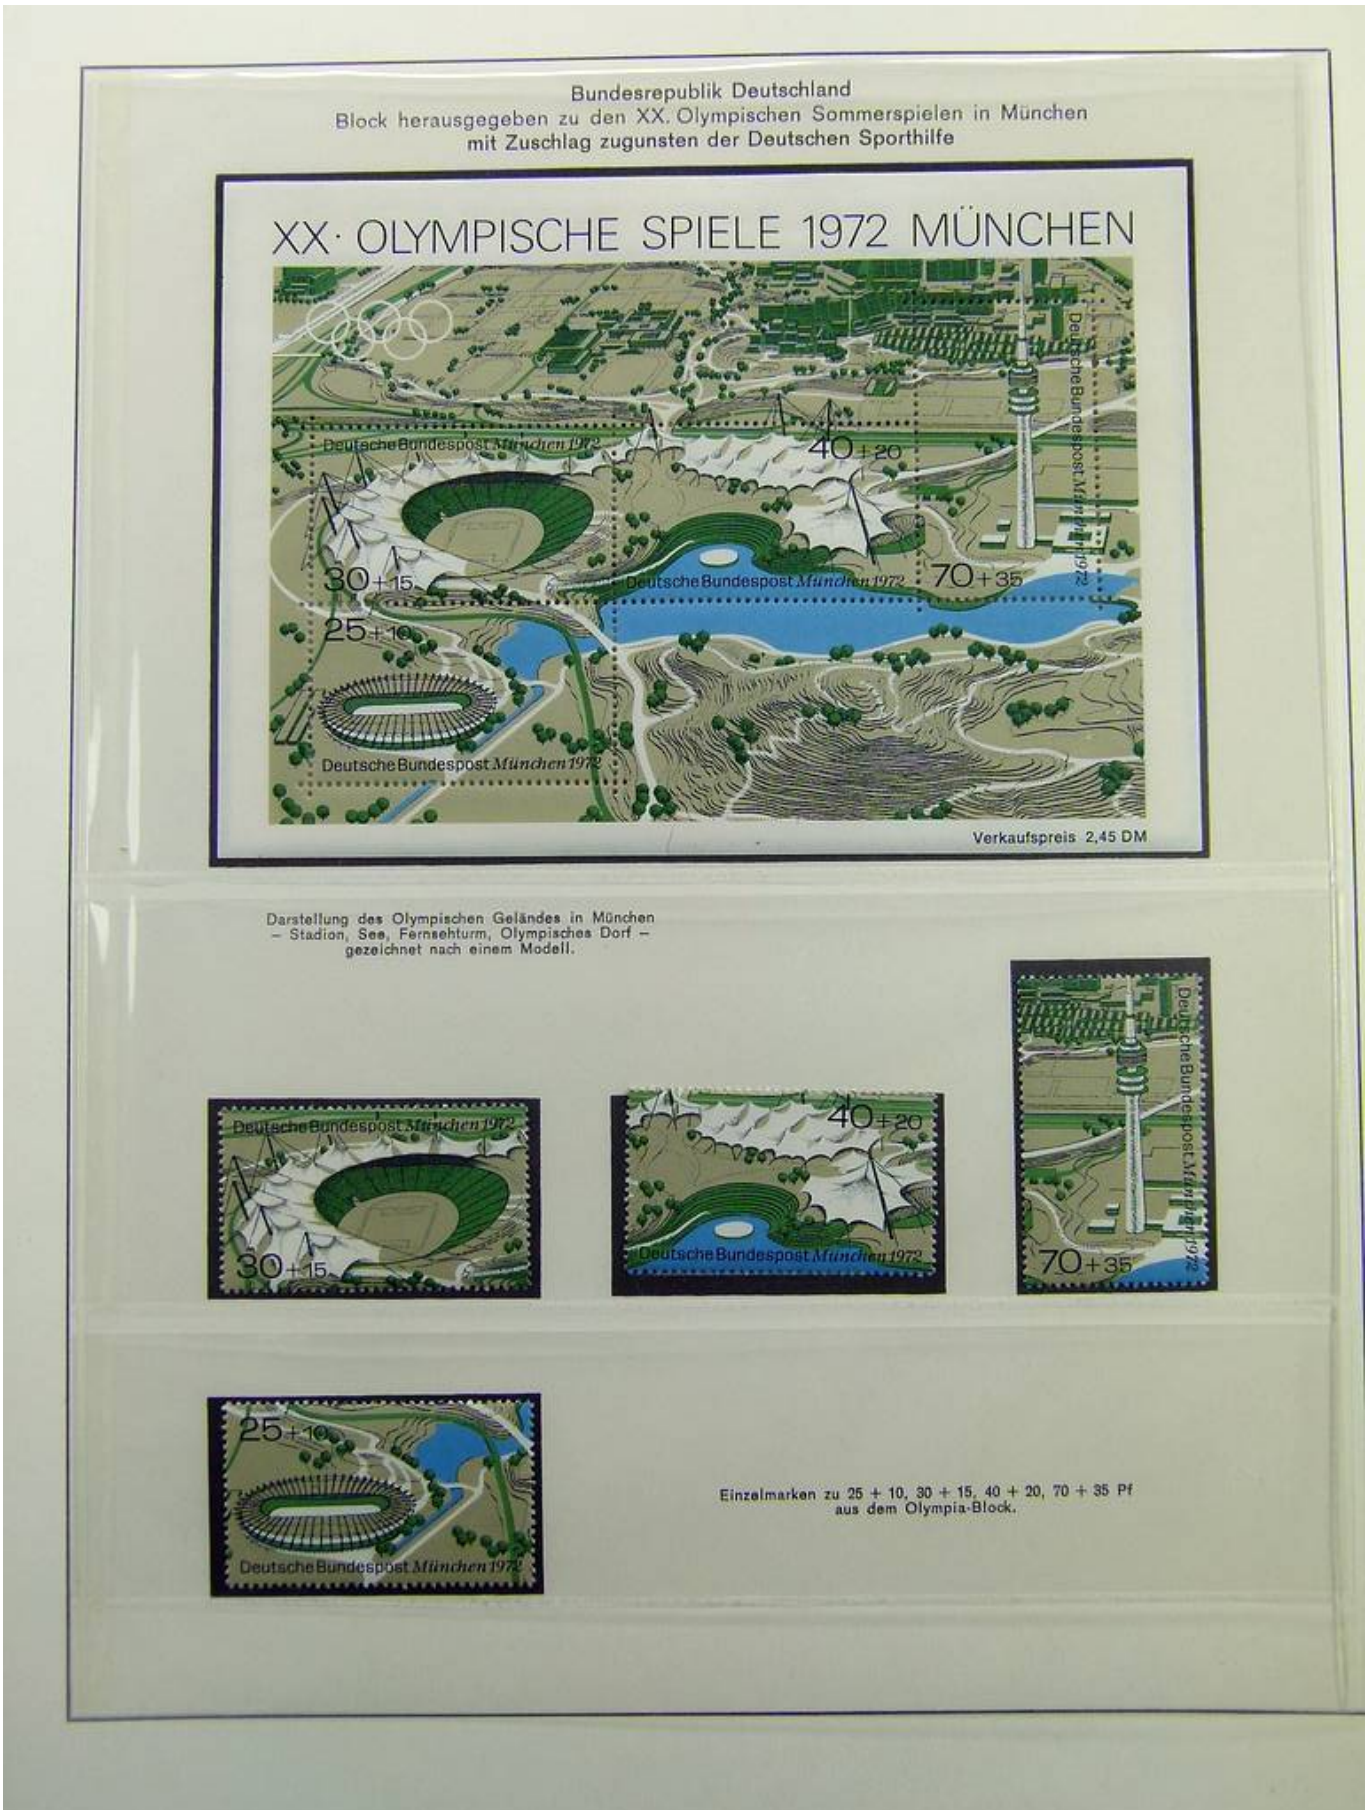 Bundesrepublik Deutschland
Block herausgegeben zu den XX. Olympischen Sommerspielen in München
mit Zuschlag zugunsten der Deutschen Sporthilfe
XX· OLYMPISCHE SPIELE 1972 MÜNCHEN
Deutsche Bundespost München 1972
30+15
40+20
Deutsche Bundespost München 1972
Deutsche Bundespost München 1972
70+35
25+10
Deutsche Bundespost München 1972
Verkaufspreis 2,45 DM
Darstellung des Olympischen Geländes in München
– Stadion, See, Fernsehturm, Olympisches Dorf –
gezeichnet nach einem Modell.
Deutsche Bundespost München 1972
30+15
40+20
Deutsche Bundespost München 1972
Deutsche Bundespost München 1972
70+35
25+10
Deutsche Bundespost München 1972
Einzelmarken zu 25 + 10, 30 + 15, 40 + 20, 70 + 35 Pf
aus dem Olympia-Block.